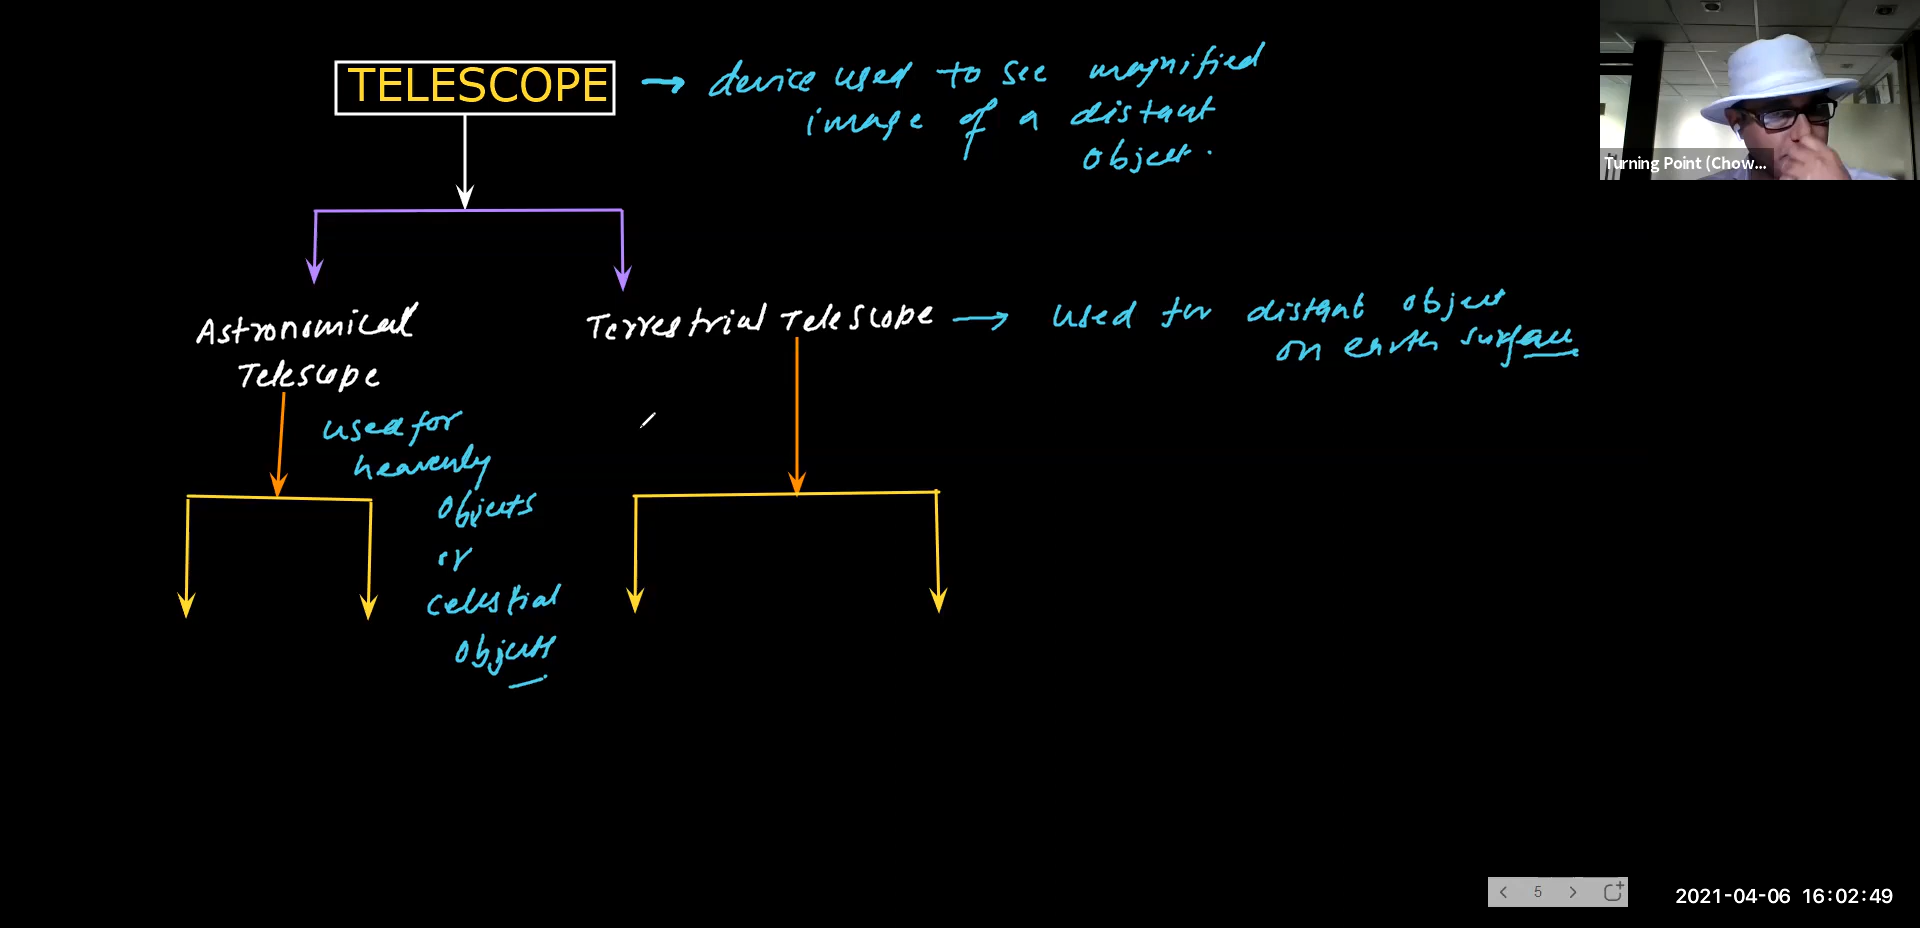 TELESCOPE → device used to see magnified
image of a distant
object.
Turning Point (Chow...
Astronomical
Telescope
Terrestrial Telescope → used for distant object
on earth surface
used for
heavenly
objects
or
celestial
objects
5
2021-04-06 16:02:49